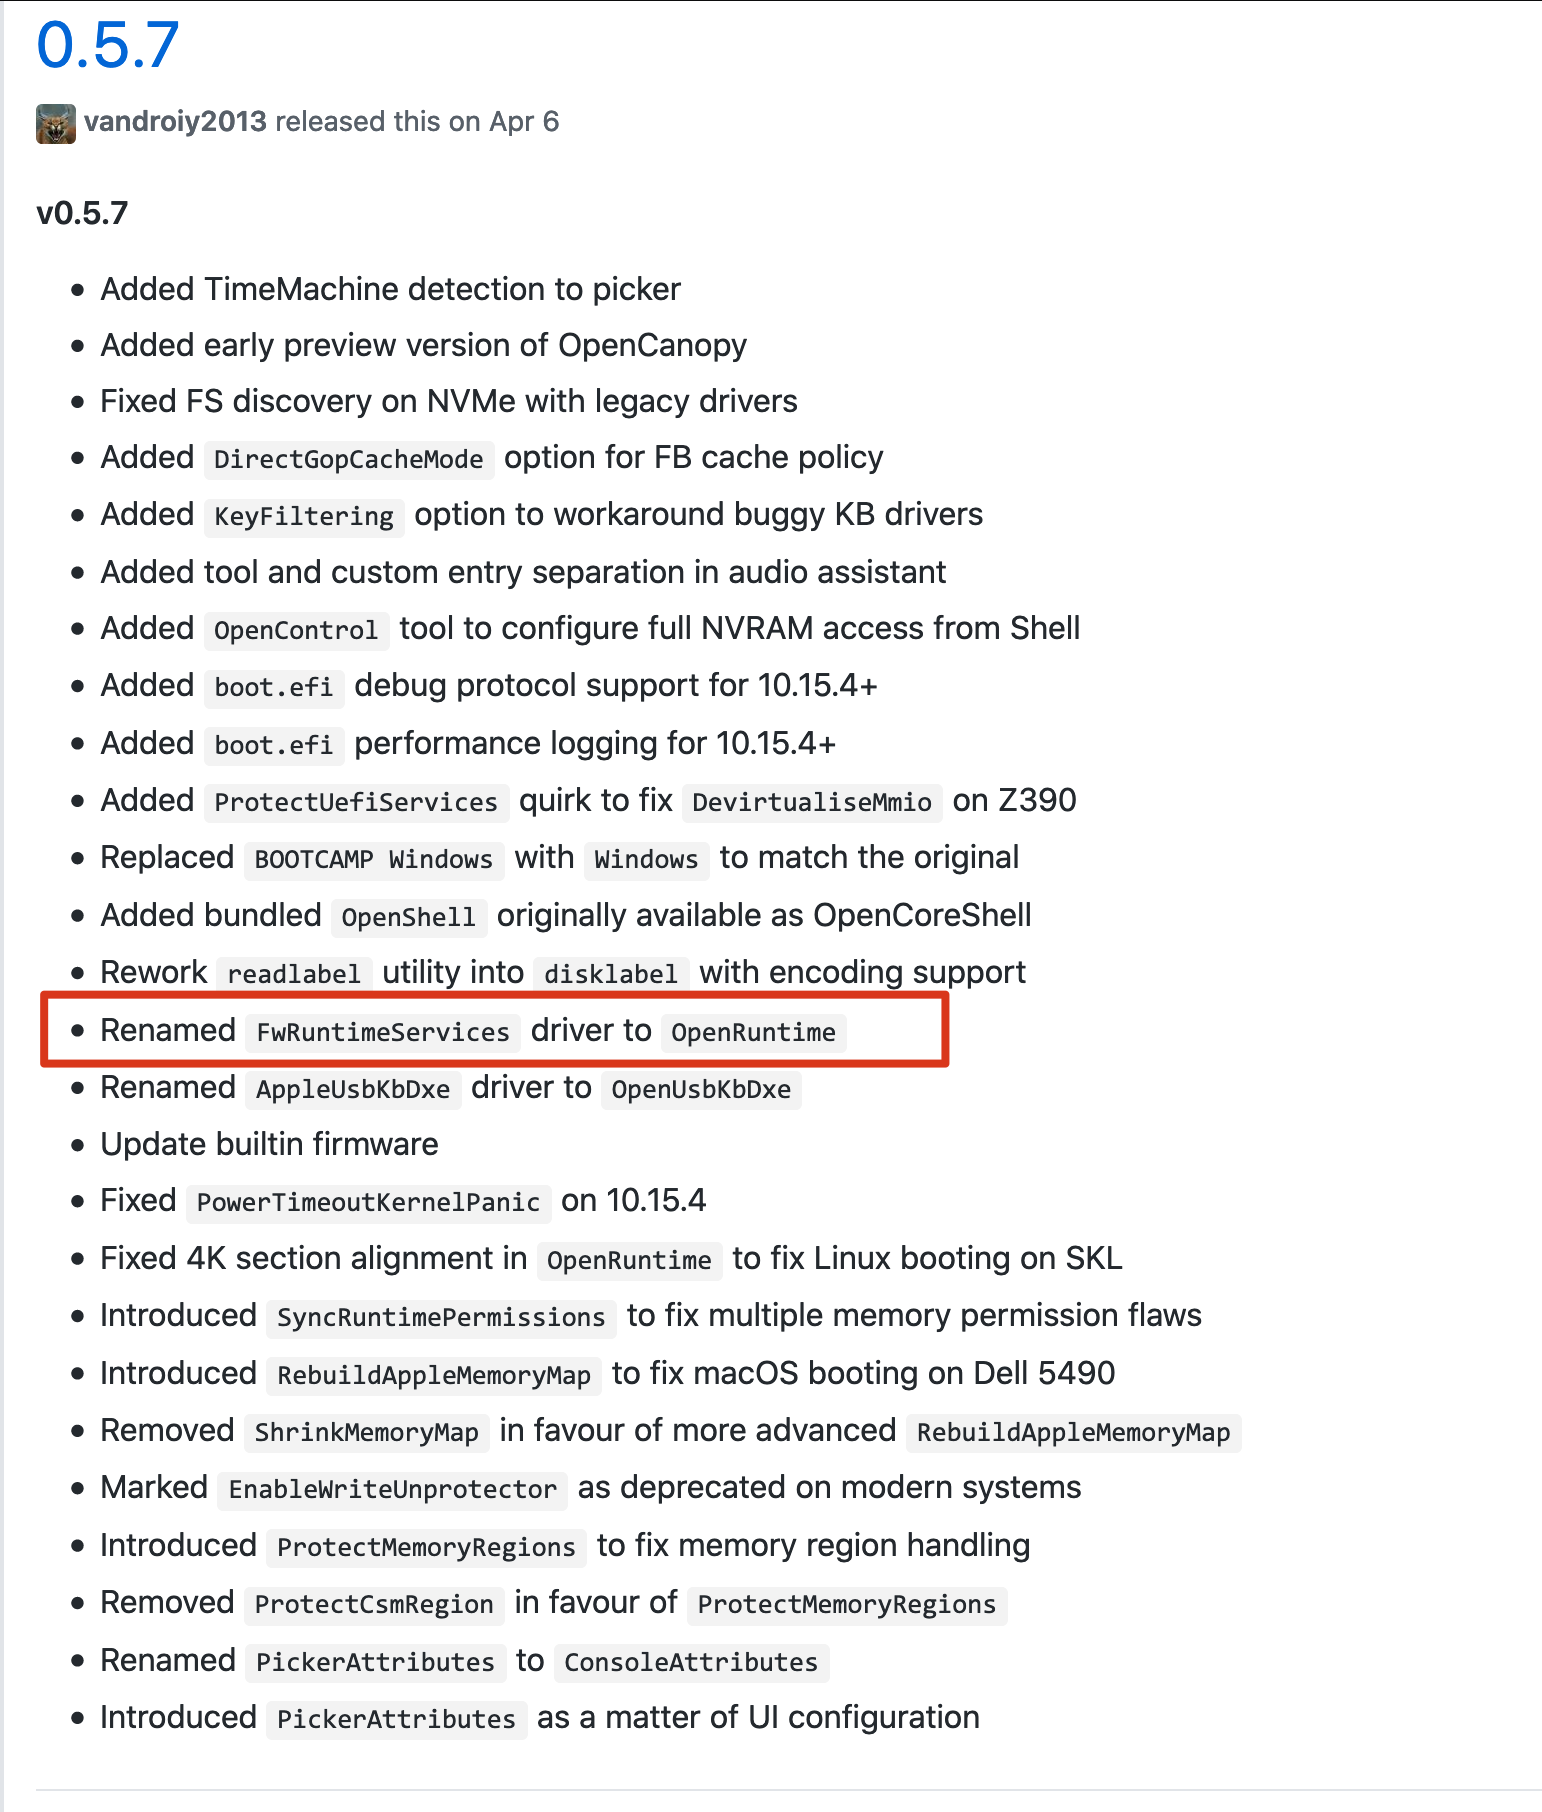 0.5.7
vandroiy2013 released this on Apr 6
v0.5.7
• Added TimeMachine detection to picker
• Added early preview version of OpenCanopy
• Fixed FS discovery on NVMe with legacy drivers
• Added DirectGopCacheMode option for FB cache policy
• Added KeyFiltering option to workaround buggy KB drivers
• Added tool and custom entry separation in audio assistant
• Added OpenControl tool to configure full NVRAM access from Shell
• Added boot.efi debug protocol support for 10.15.4+
• Added boot.efi performance logging for 10.15.4+
• Added ProtectUefiServices quirk to fix DevirtualiseMmio on Z390
• Replaced BOOTCAMP Windows with Windows to match the original
• Added bundled OpenShell originally available as OpenCoreShell
• Rework readlabel utility into disklabel with encoding support
• Renamed FwRuntimeServices driver to OpenRuntime
• Renamed AppleUsbKbDxe driver to OpenUsbKbDxe
• Update builtin firmware
• Fixed PowerTimeoutKernelPanic on 10.15.4
• Fixed 4K section alignment in OpenRuntime to fix Linux booting on SKL
• Introduced SyncRuntimePermissions to fix multiple memory permission flaws
• Introduced RebuildAppleMemoryMap to fix macOS booting on Dell 5490
• Removed ShrinkMemoryMap in favour of more advanced RebuildAppleMemoryMap
• Marked EnableWriteUnprotector as deprecated on modern systems
• Introduced ProtectMemoryRegions to fix memory region handling
• Removed ProtectCsmRegion in favour of ProtectMemoryRegions
• Renamed PickerAttributes to ConsoleAttributes
• Introduced PickerAttributes as a matter of UI configuration